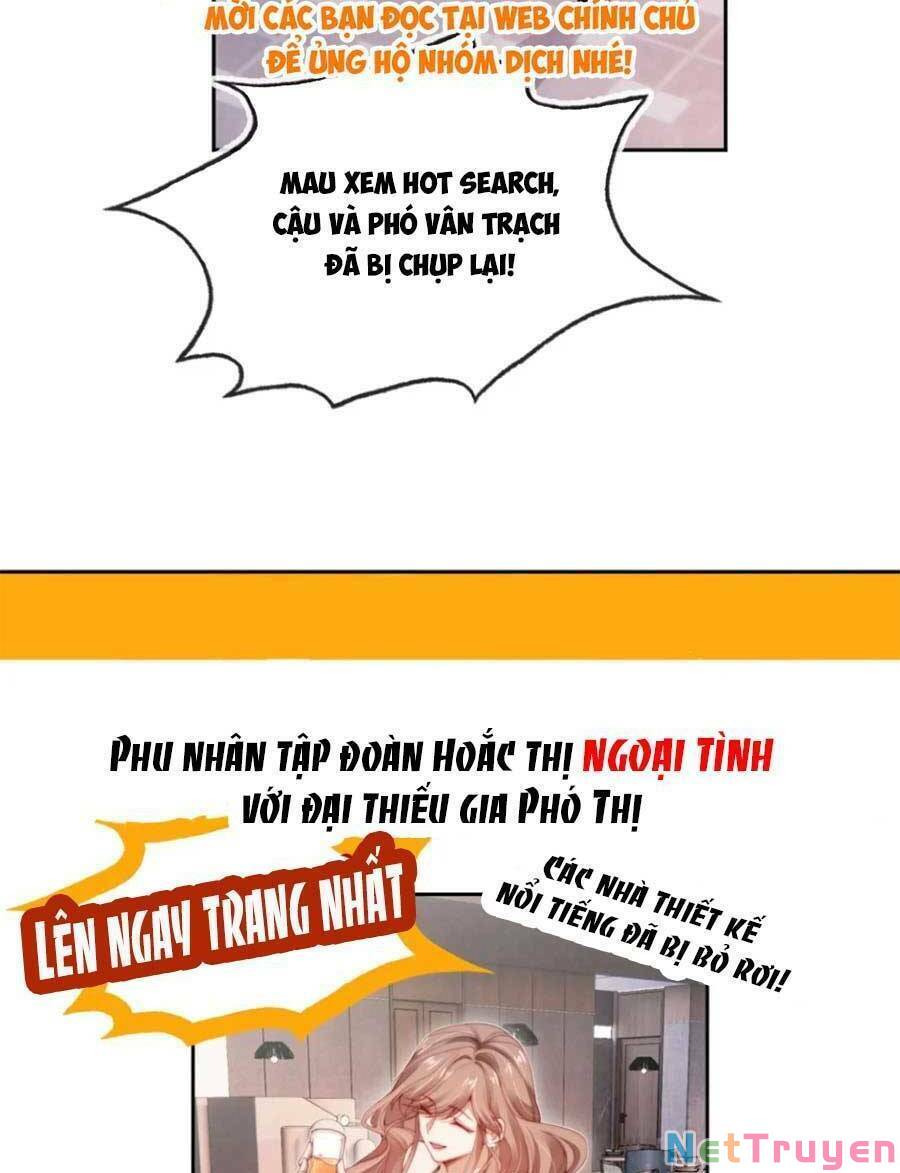 MỜI CÁC BẠN ĐỌC TẠI WEB CHÍNH CHỦ
ĐỂ ỦNG HỘ NHÓM DỊCH NHÉ!
MAU XEM HOT SEARCH,
CẬU VÀ PHÓ VÂN TRẠCH
ĐÃ BỊ CHỤP LẠI!
PHU NHÂN TẬP ĐOÀN HOẮC THỊ NGOẠI TÌNH
VỚI ĐẠI THIẾU GIA PHÓ THỊ
LÊN NGAY TRANG NHẤT
CÁC NHÀ THIẾT KẾ
NỔI TIẾNG ĐÃ BỊ BỎ RƠI!
NetTruyen